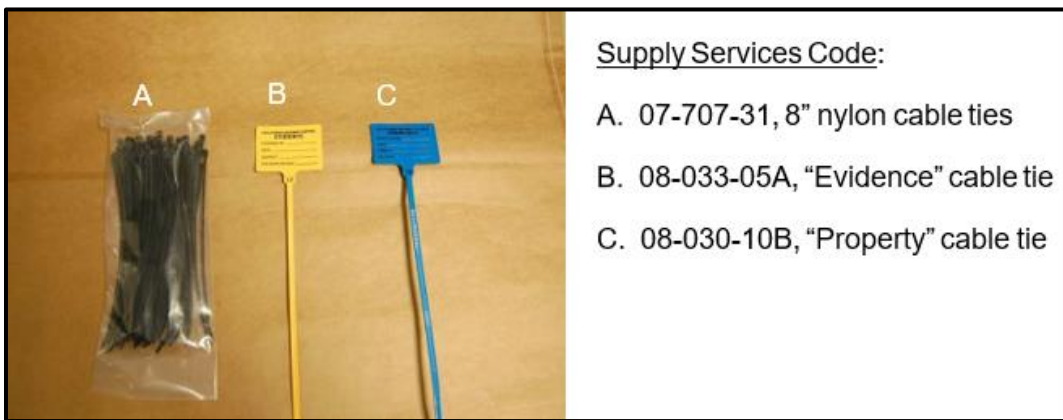 A
B
C
Supply Services Code:
A. 07-707-31, 8” nylon cable ties
B. 08-033-05A, “Evidence” cable tie
C. 08-030-10B, “Property” cable tie